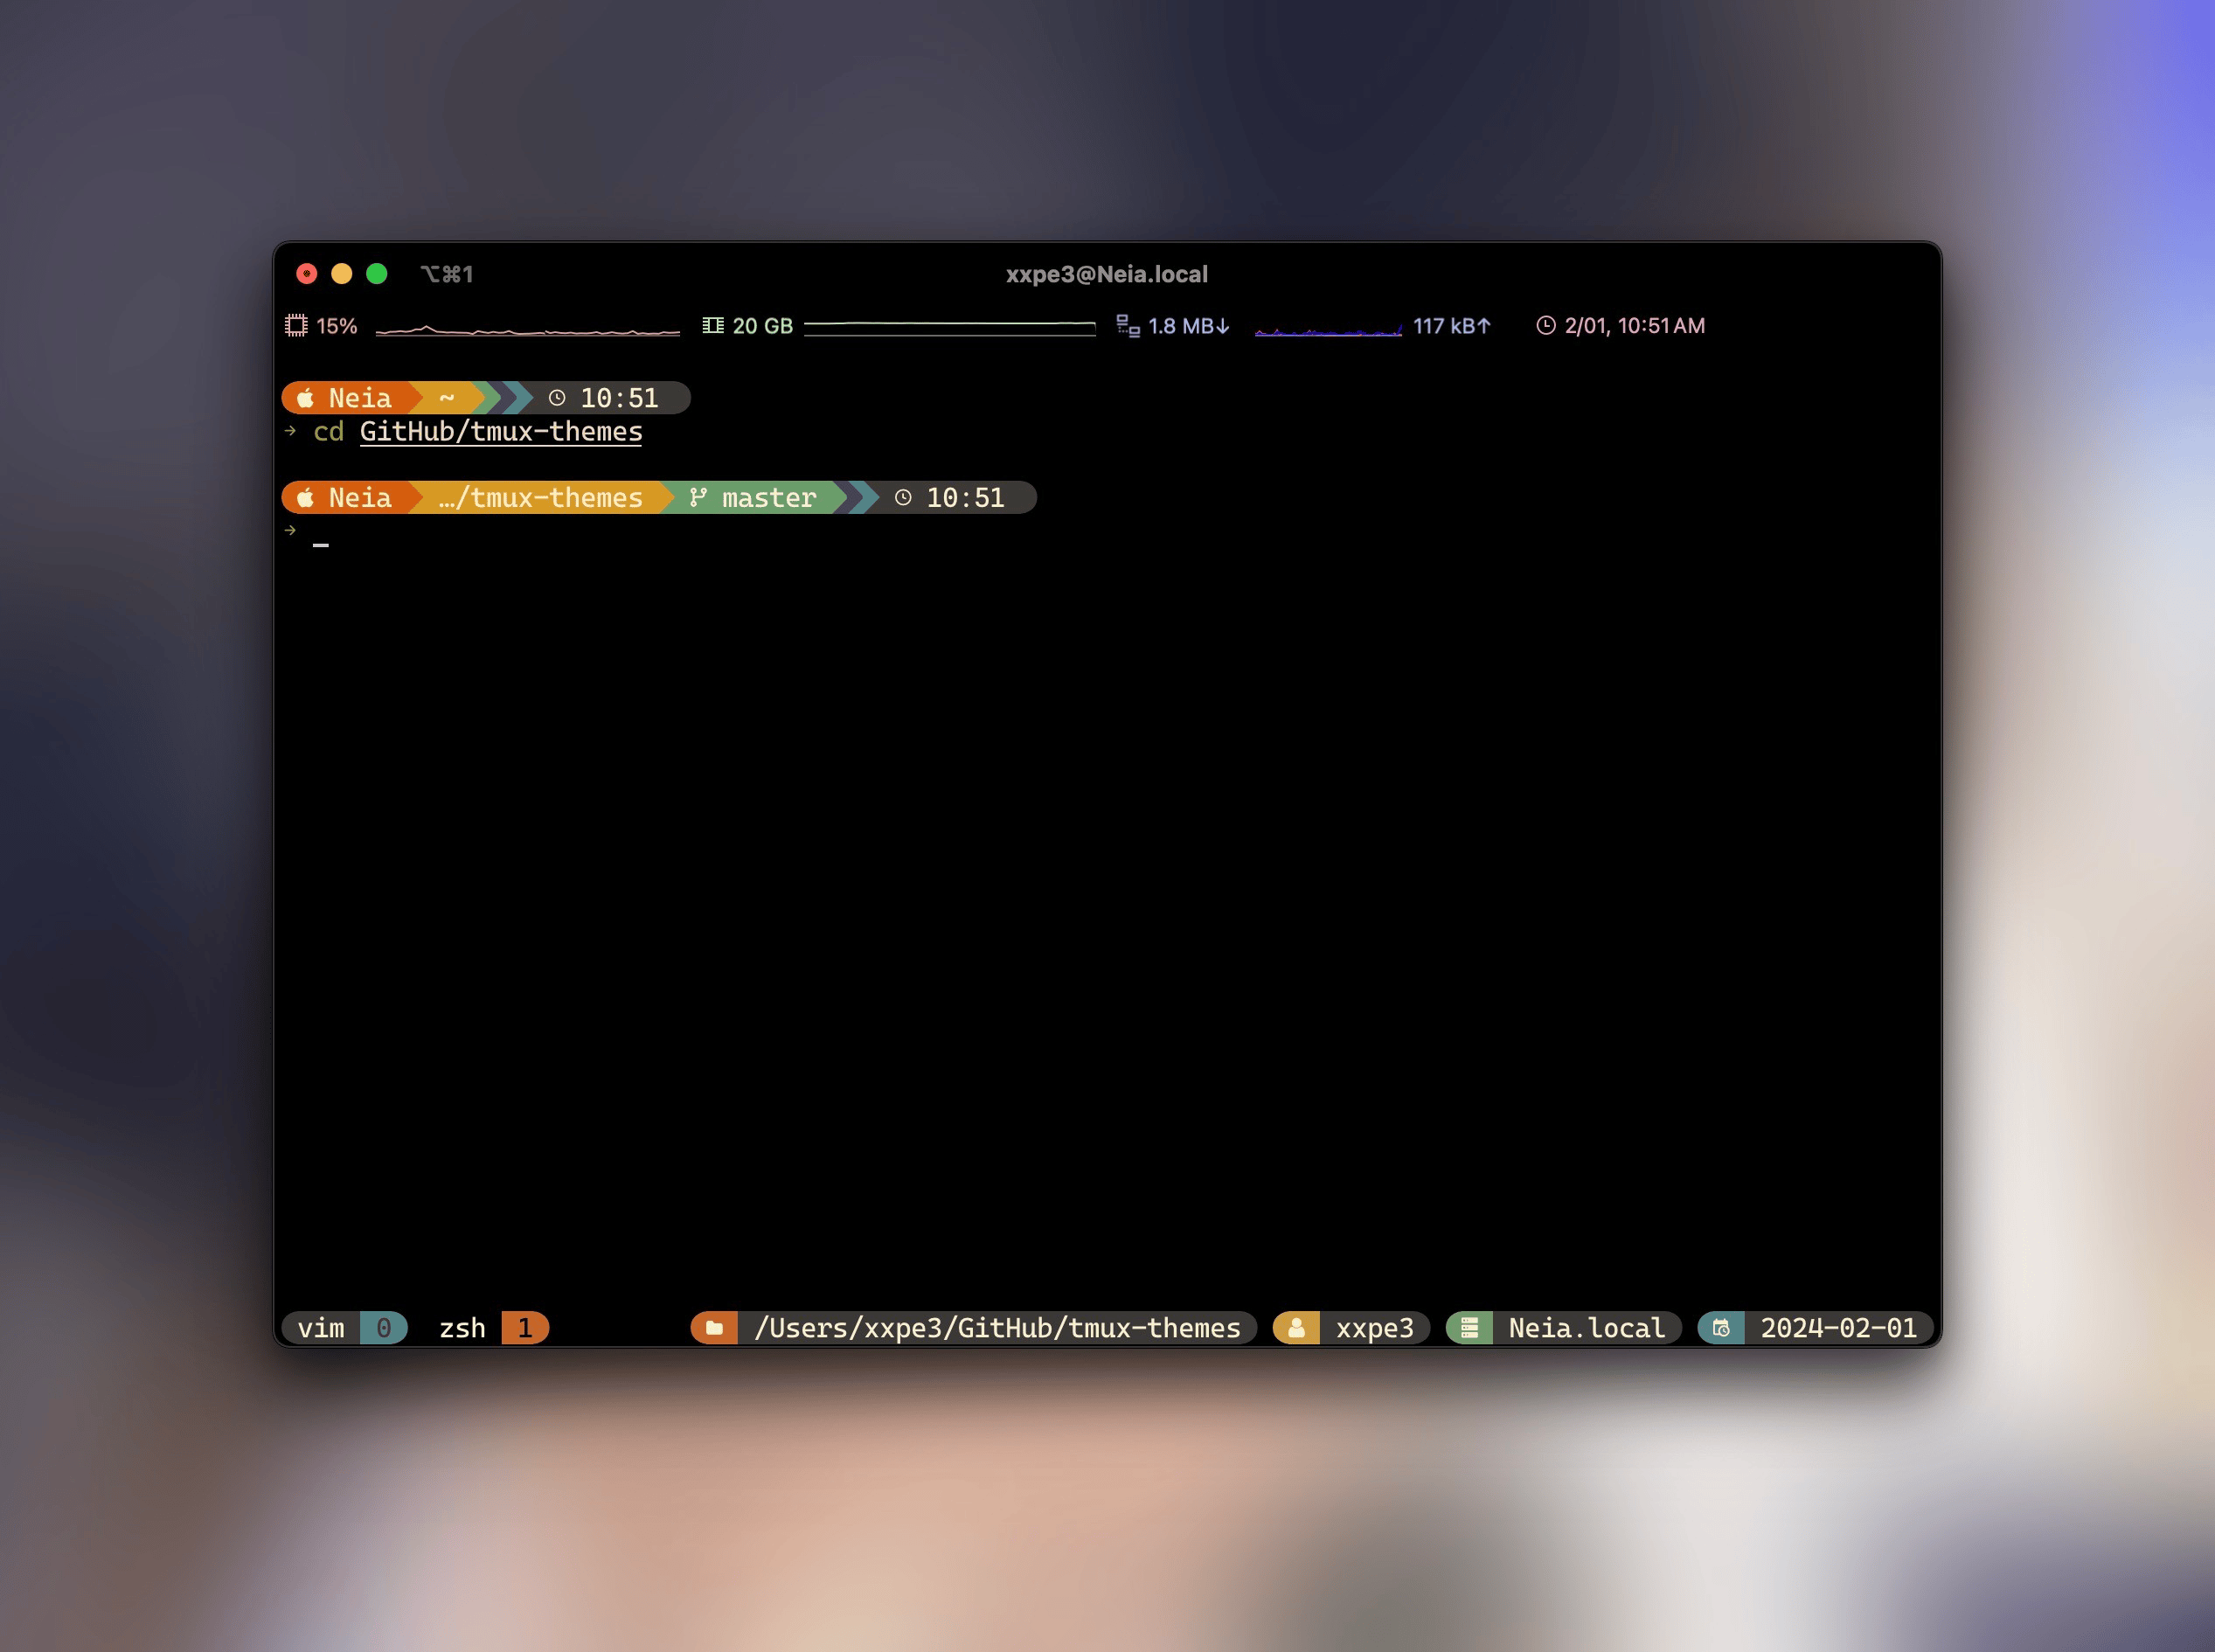 ⌥⌘1 xxpe3@Neia.local
15% 20 GB 1.8 MB↓ 117 kB↑ 2/01, 10:51 AM
Neia ~ 10:51
→ cd GitHub/tmux-themes
Neia …/tmux-themes master 10:51
→ _
vim 0 zsh 1 /Users/xxpe3/GitHub/tmux-themes xxpe3 Neia.local 2024-02-01